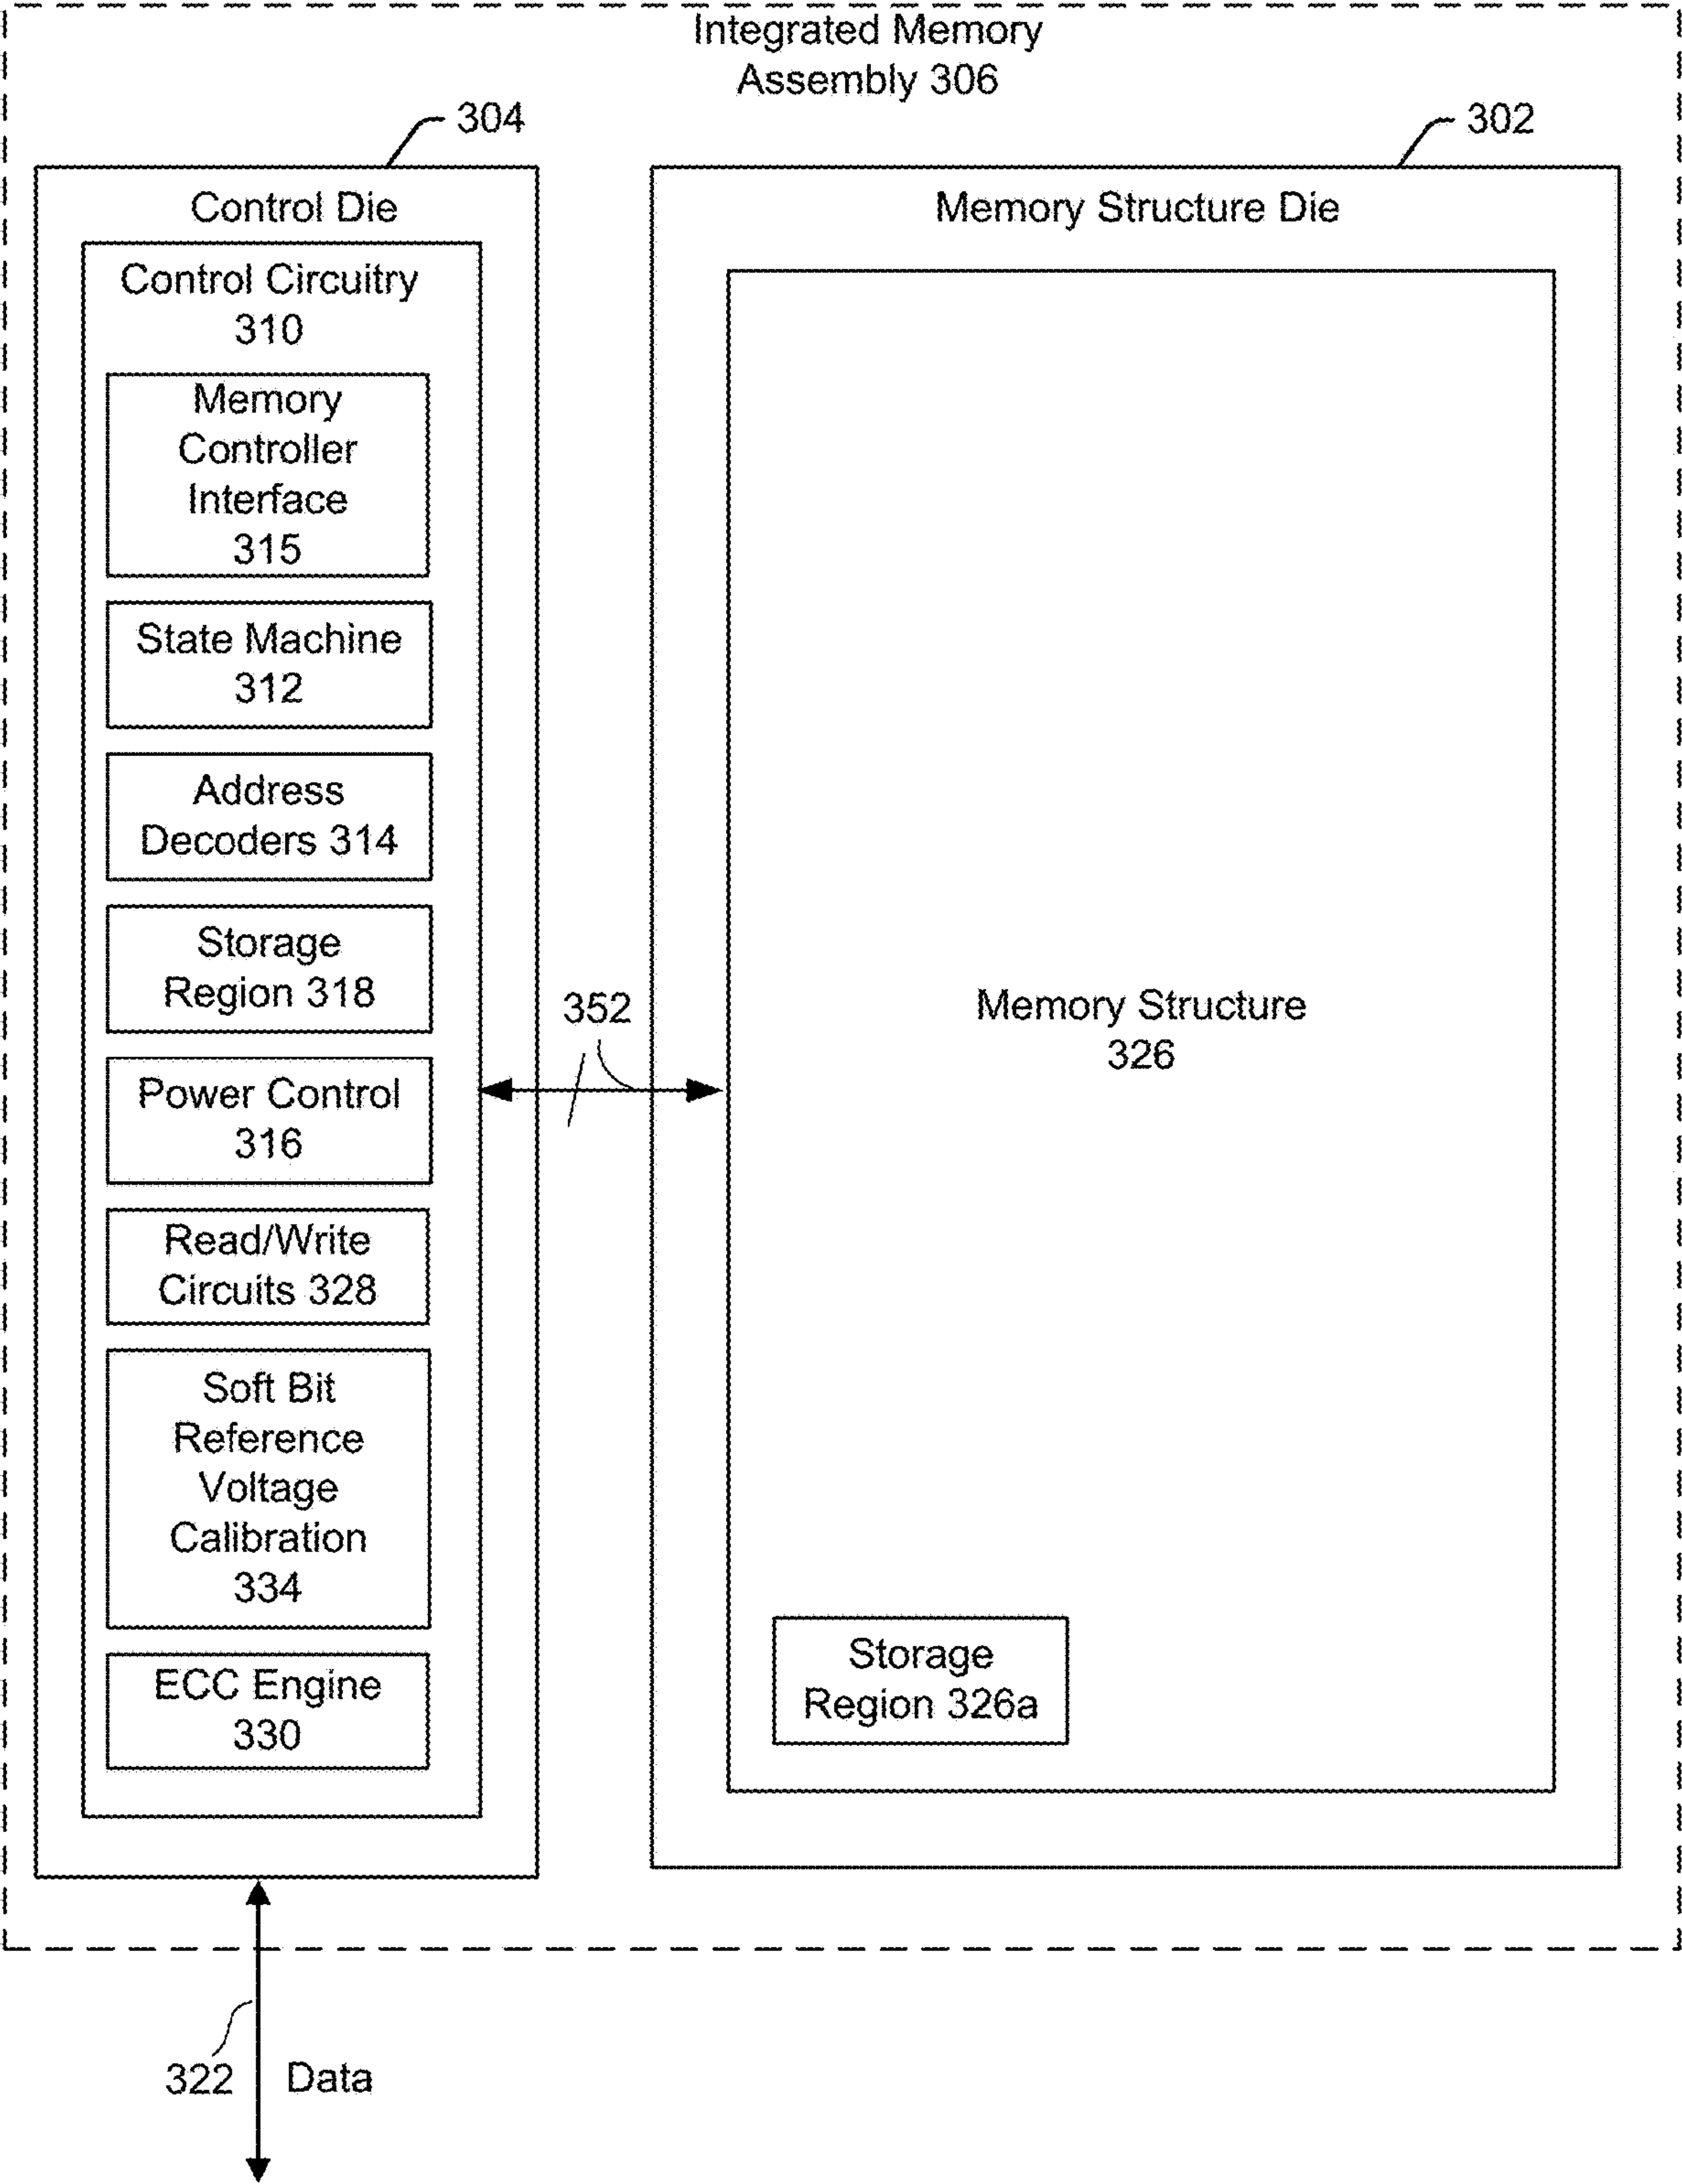 Integrated Memory
Assembly 306
304
302
Control Die
Control Circuitry
310
Memory
Controller
Interface
315
State Machine
312
Address
Decoders 314
Storage
Region 318
Power Control
316
Read/Write
Circuits 328
Soft Bit
Reference
Voltage
Calibration
334
ECC Engine
330
352
Memory Structure Die
Memory Structure
326
Storage
Region 326a
322
Data